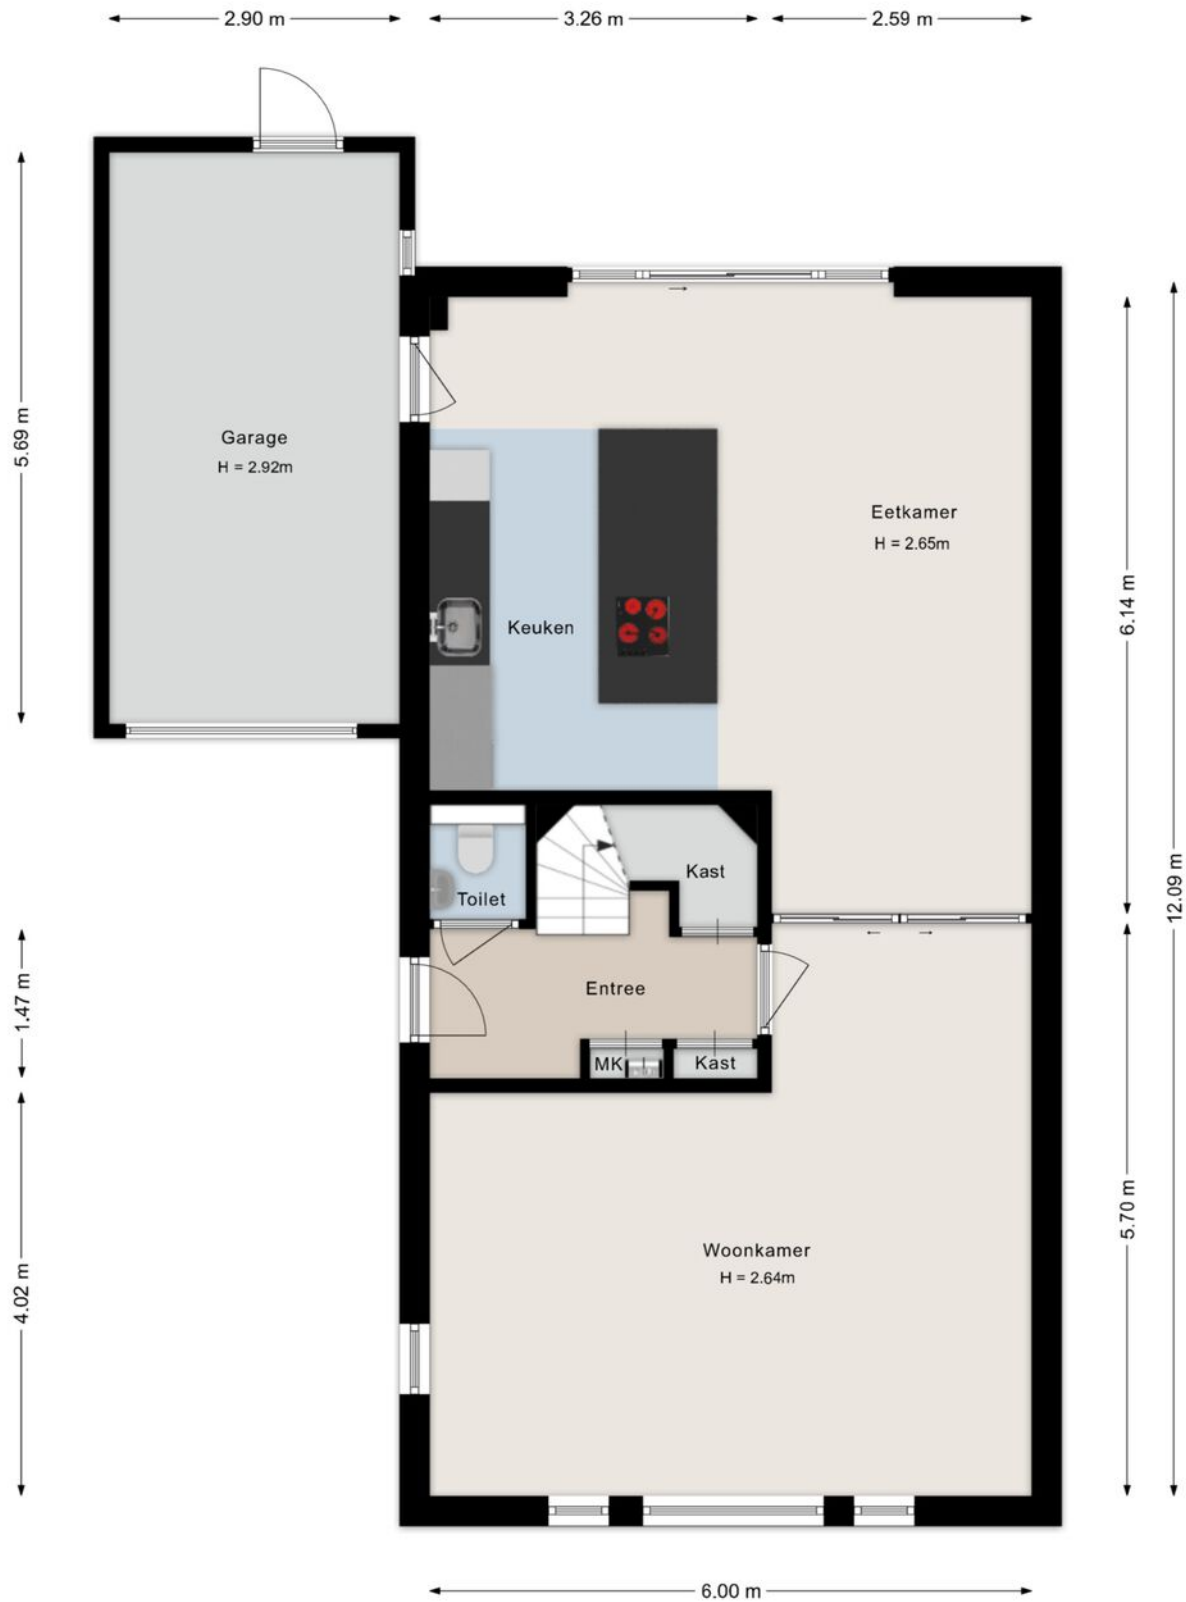 2.90 m
3.26 m
2.59 m
5.69 m
Garage
H = 2.92m
Eetkamer
H = 2.65m
6.14 m
Keuken
Kast
Toilet
12.09 m
Entree
1.47 m
MK
Kast
5.70 m
Woonkamer
H = 2.64m
4.02 m
6.00 m